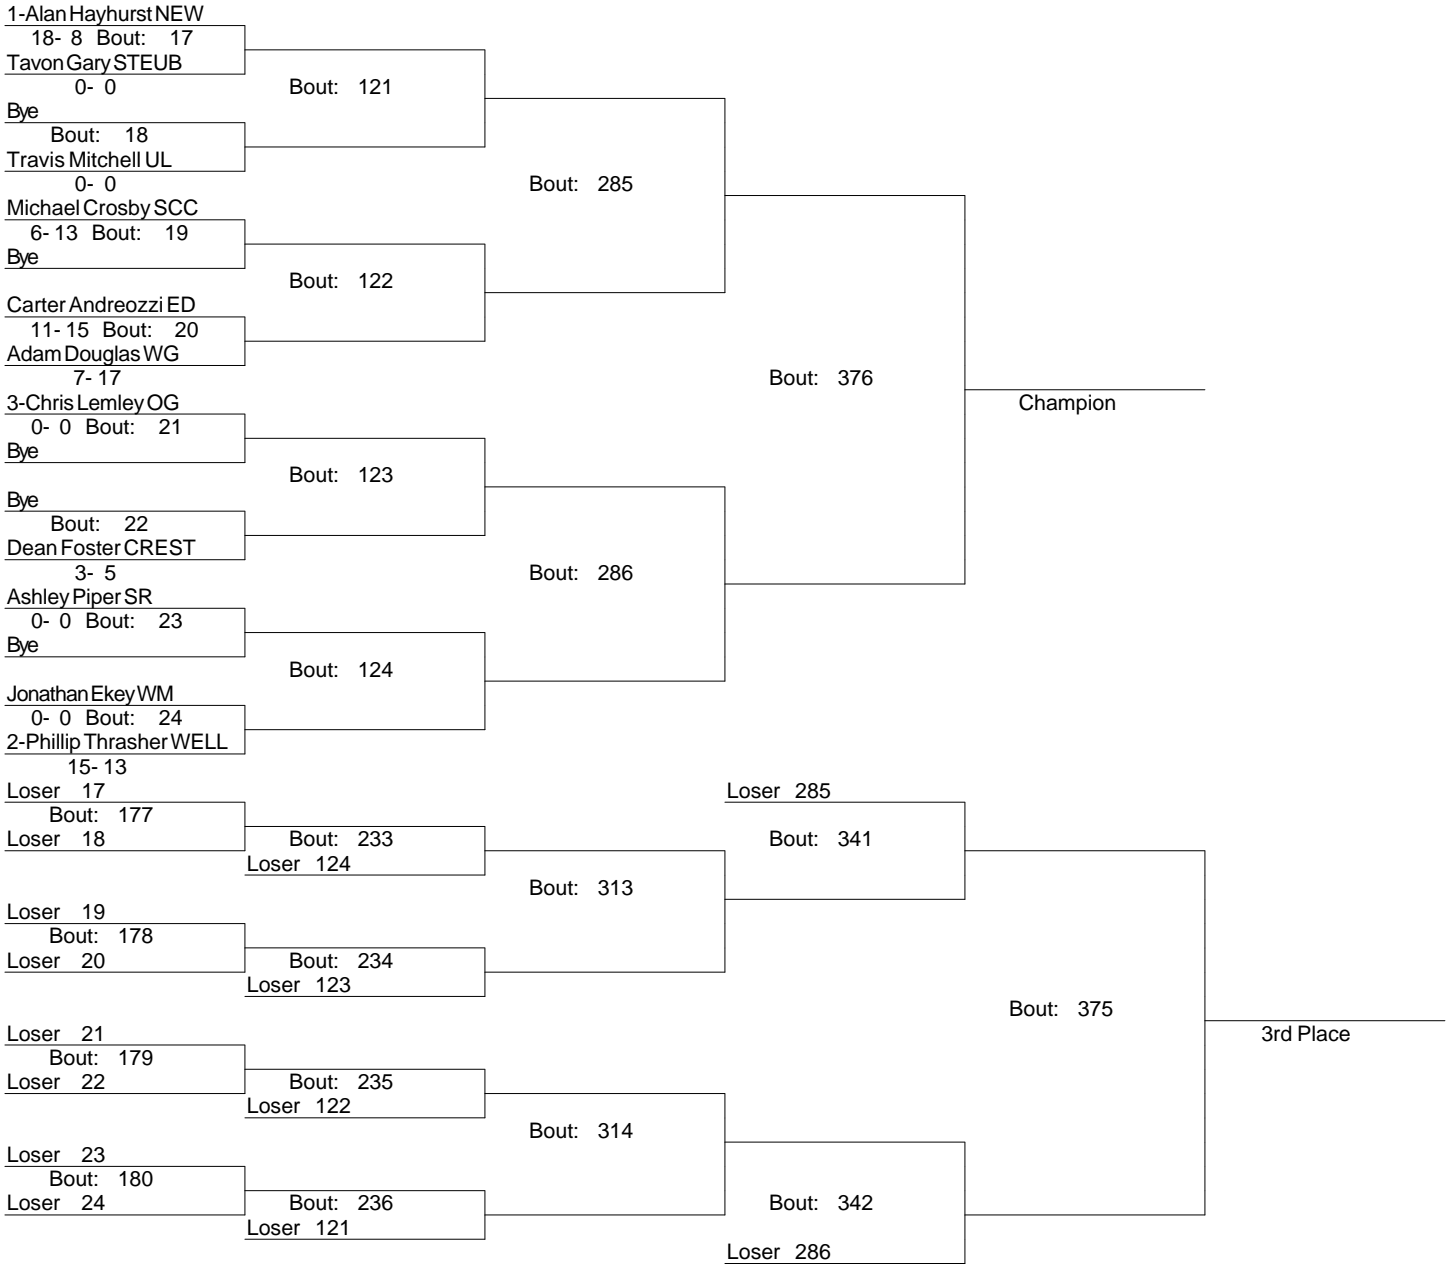 1-Alan Hayhurst NEW
18- 8 Bout: 17
Tavon Gary STEUB
0- 0
Bye
Bout: 18
Travis Mitchell UL
0- 0
Michael Crosby SCC
6- 13 Bout: 19
Bye
Carter Andreozzi ED
11- 15 Bout: 20
Adam Douglas WG
7- 17
3-Chris Lemley OG
0- 0 Bout: 21
Bye
Bye
Bout: 22
Dean Foster CREST
3- 5
Ashley Piper SR
0- 0 Bout: 23
Bye
Jonathan Ekey WM
0- 0 Bout: 24
2-Phillip Thrasher WELL
15- 13
Bout: 121
Bout: 122
Bout: 123
Bout: 124
Bout: 285
Bout: 286
Bout: 376
Champion
Loser 17
Bout: 177
Loser 18
Loser 19
Bout: 178
Loser 20
Loser 21
Bout: 179
Loser 22
Loser 23
Bout: 180
Loser 24
Bout: 233
Loser 124
Bout: 234
Loser 123
Bout: 235
Loser 122
Bout: 236
Loser 121
Bout: 313
Bout: 314
Loser 285
Bout: 341
Bout: 342
Loser 286
Bout: 375
3rd Place